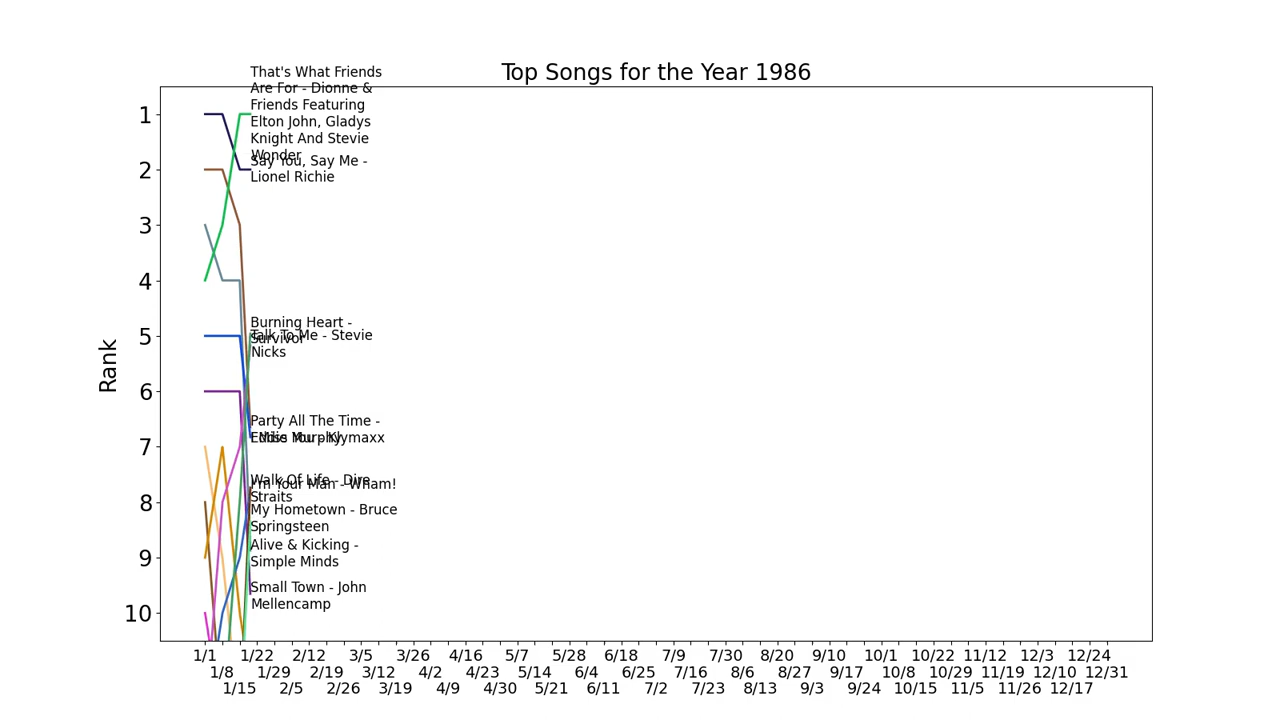 Top Songs for the Year 1986
That's What Friends
Are For - Dionne &
Friends Featuring
Elton John, Gladys
Knight And Stevie
Wonder
Say You, Say Me -
Lionel Richie
Burning Heart -
Survivor
Talk To Me - Stevie
Nicks
Party All The Time -
Eddie Murphy
I Miss You - Klymaxx
Walk Of Life - Dire
Straits
I'm Your Man - Wham!
My Hometown - Bruce
Springsteen
Alive & Kicking -
Simple Minds
Small Town - John
Mellencamp
Rank
1
2
3
4
5
6
7
8
9
10
1/1 1/22 2/12 3/5 3/26 4/16 5/7 5/28 6/18 7/9 7/30 8/20 9/10 10/1 10/22 11/12 12/3 12/24
1/8 1/29 2/19 3/12 4/2 4/23 5/14 6/4 6/25 7/16 8/6 8/27 9/17 10/8 10/29 11/19 12/10 12/31
1/15 2/5 2/26 3/19 4/9 4/30 5/21 6/11 7/2 7/23 8/13 9/3 9/24 10/15 11/5 11/26 12/17